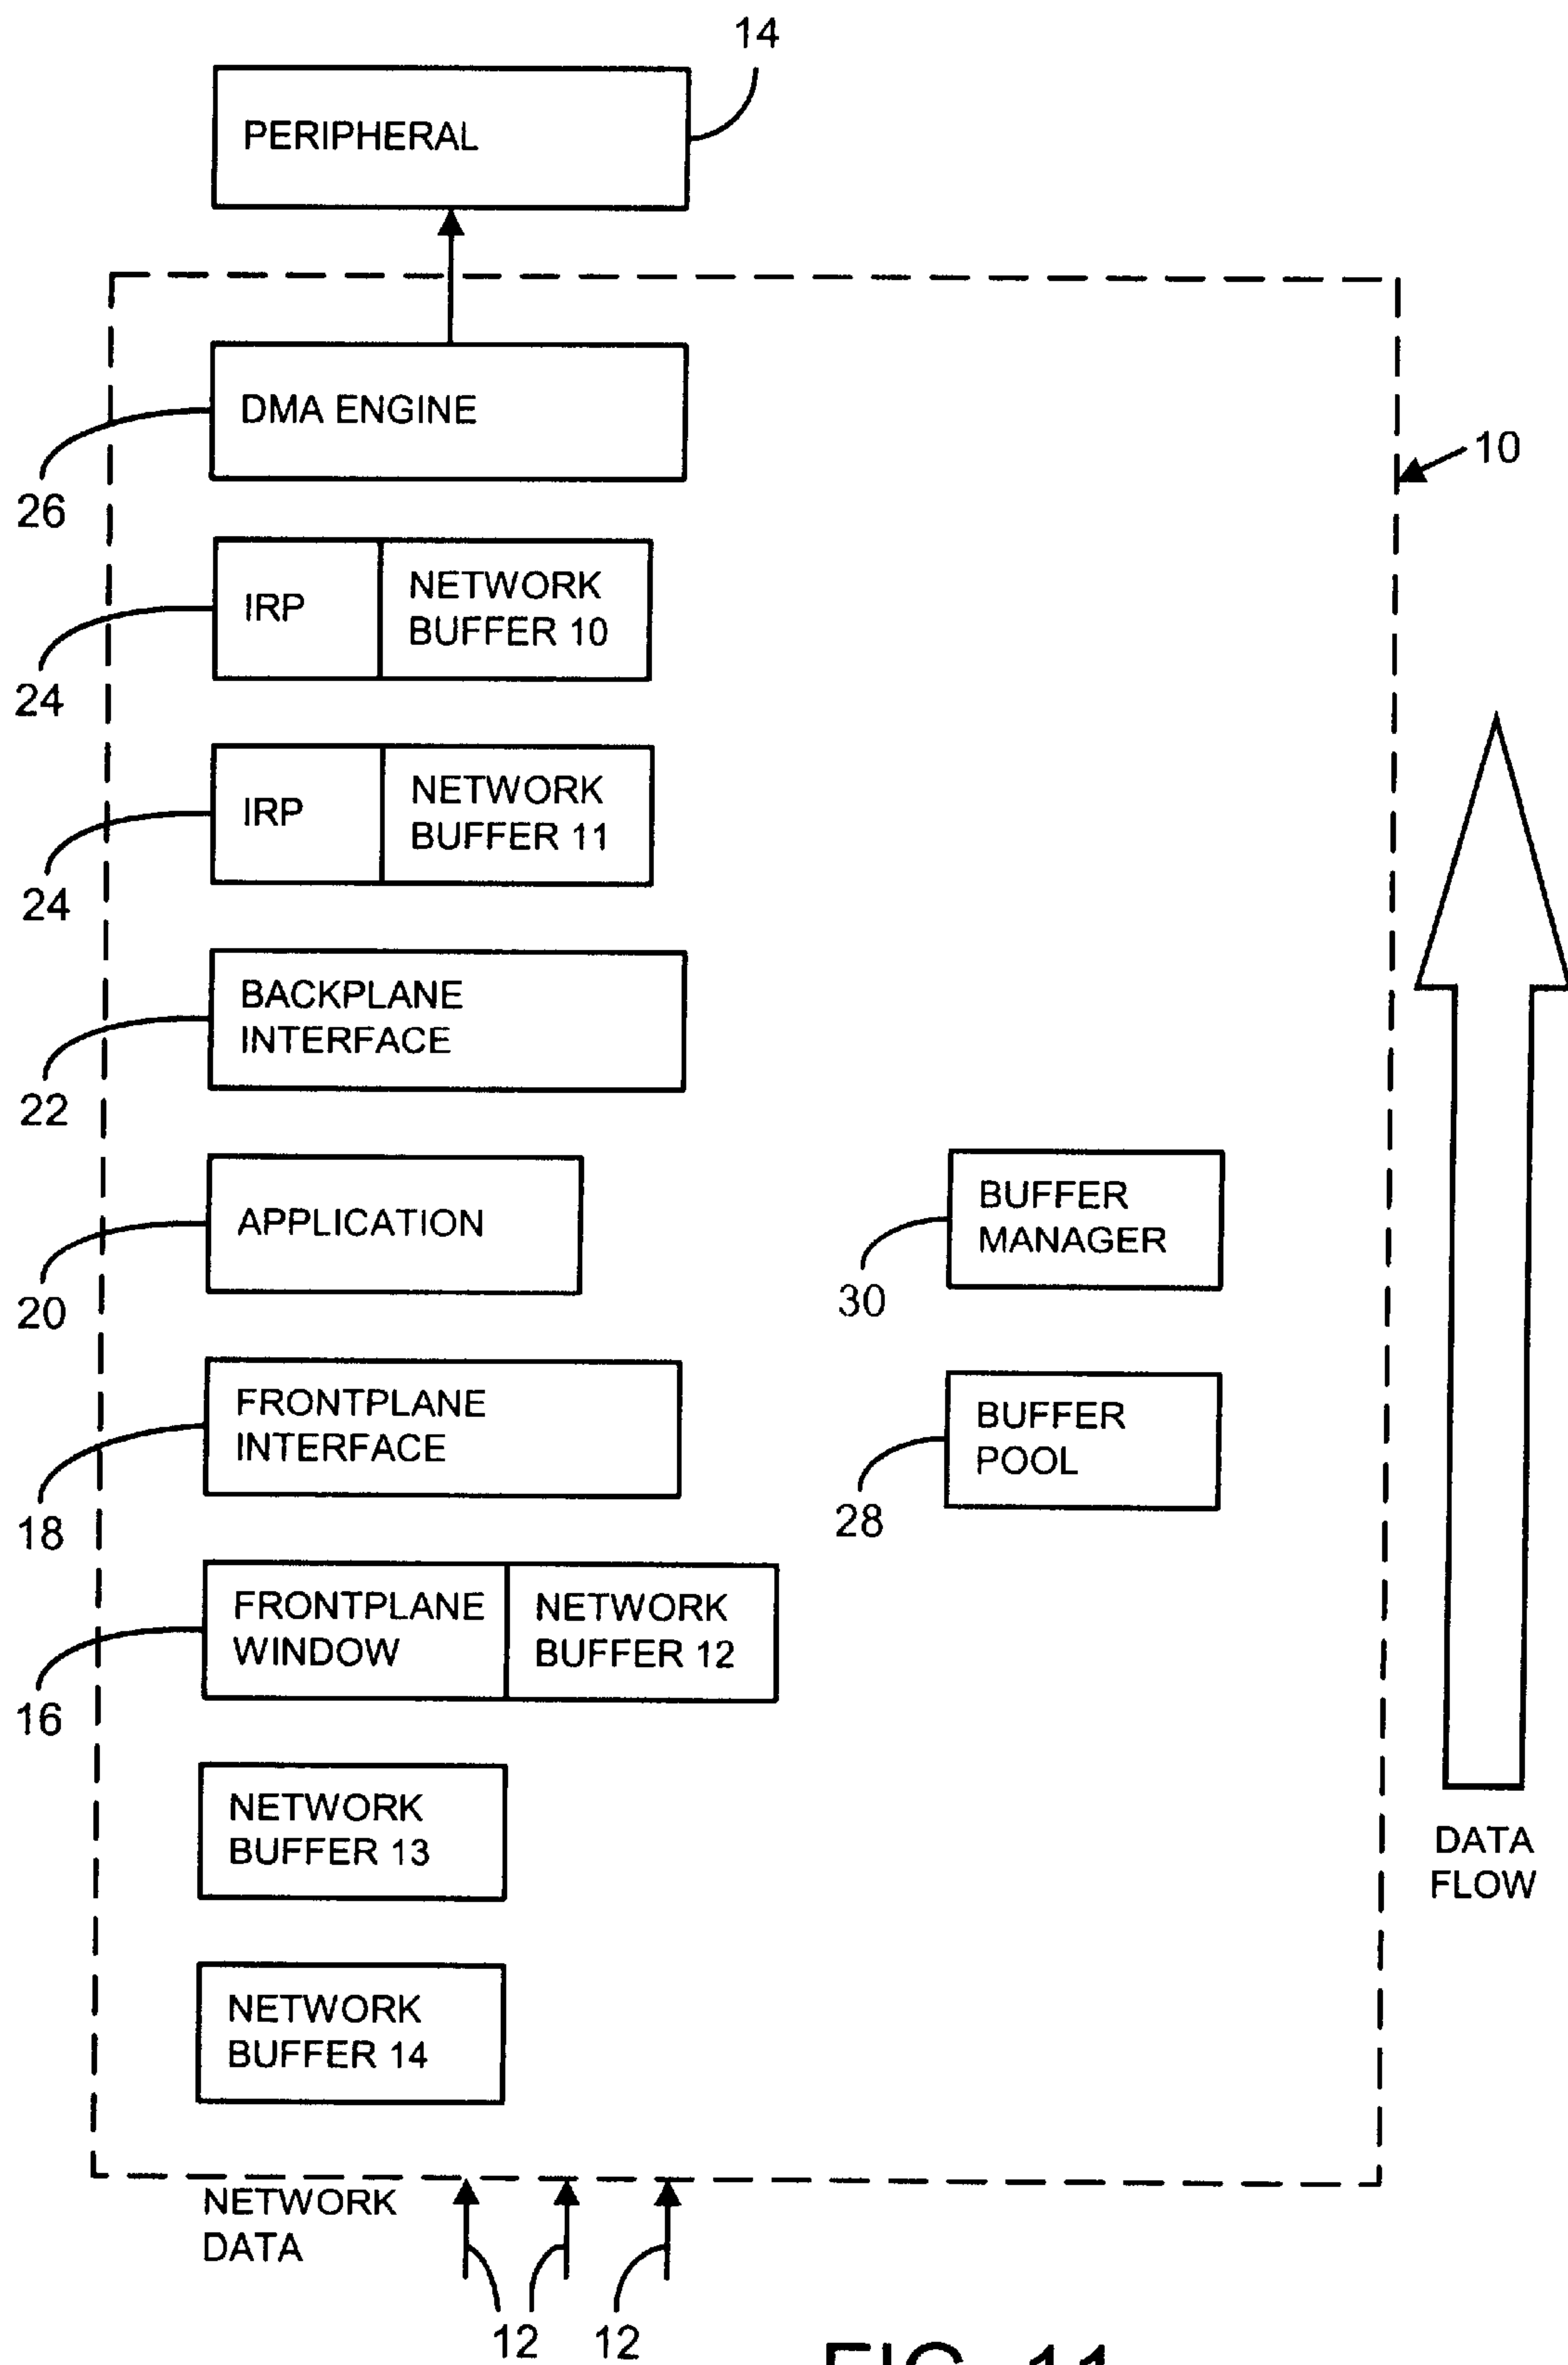 14
PERIPHERAL
DMA ENGINE
10
26
IRP
NETWORK
BUFFER 10
24
IRP
NETWORK
BUFFER 11
24
BACKPLANE
INTERFACE
22
APPLICATION
BUFFER
MANAGER
20
30
FRONTPLANE
INTERFACE
BUFFER
POOL
18
28
FRONTPLANE
WINDOW
NETWORK
BUFFER 12
16
NETWORK
BUFFER 13
DATA
FLOW
NETWORK
BUFFER 14
NETWORK
DATA
12
12
FIG. 11